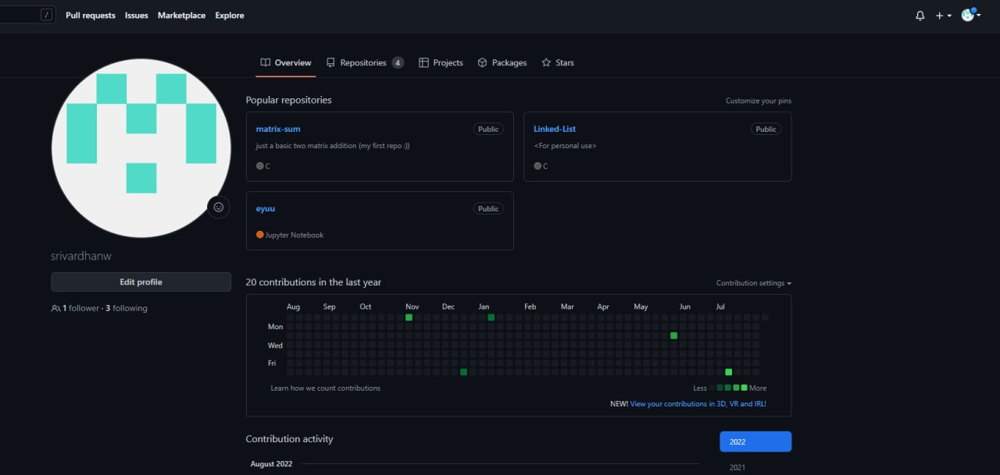 / Pull requests Issues Marketplace Explore
Overview Repositories 4 Projects Packages Stars
Popular repositories Customize your pins
matrix-sum Public
just a basic two matrix addition (my first repo :))
C
Linked-List Public
<For personal use>
C
eyuu Public
Jupyter Notebook
srivardhanw
Edit profile
1 follower · 3 following
20 contributions in the last year Contribution settings
Aug Sep Oct Nov Dec Jan Feb Mar Apr May Jun Jul
Mon
Wed
Fri
Learn how we count contributions Less More
NEW! View your contributions in 3D, VR and IRL!
Contribution activity 2022
August 2022 2021